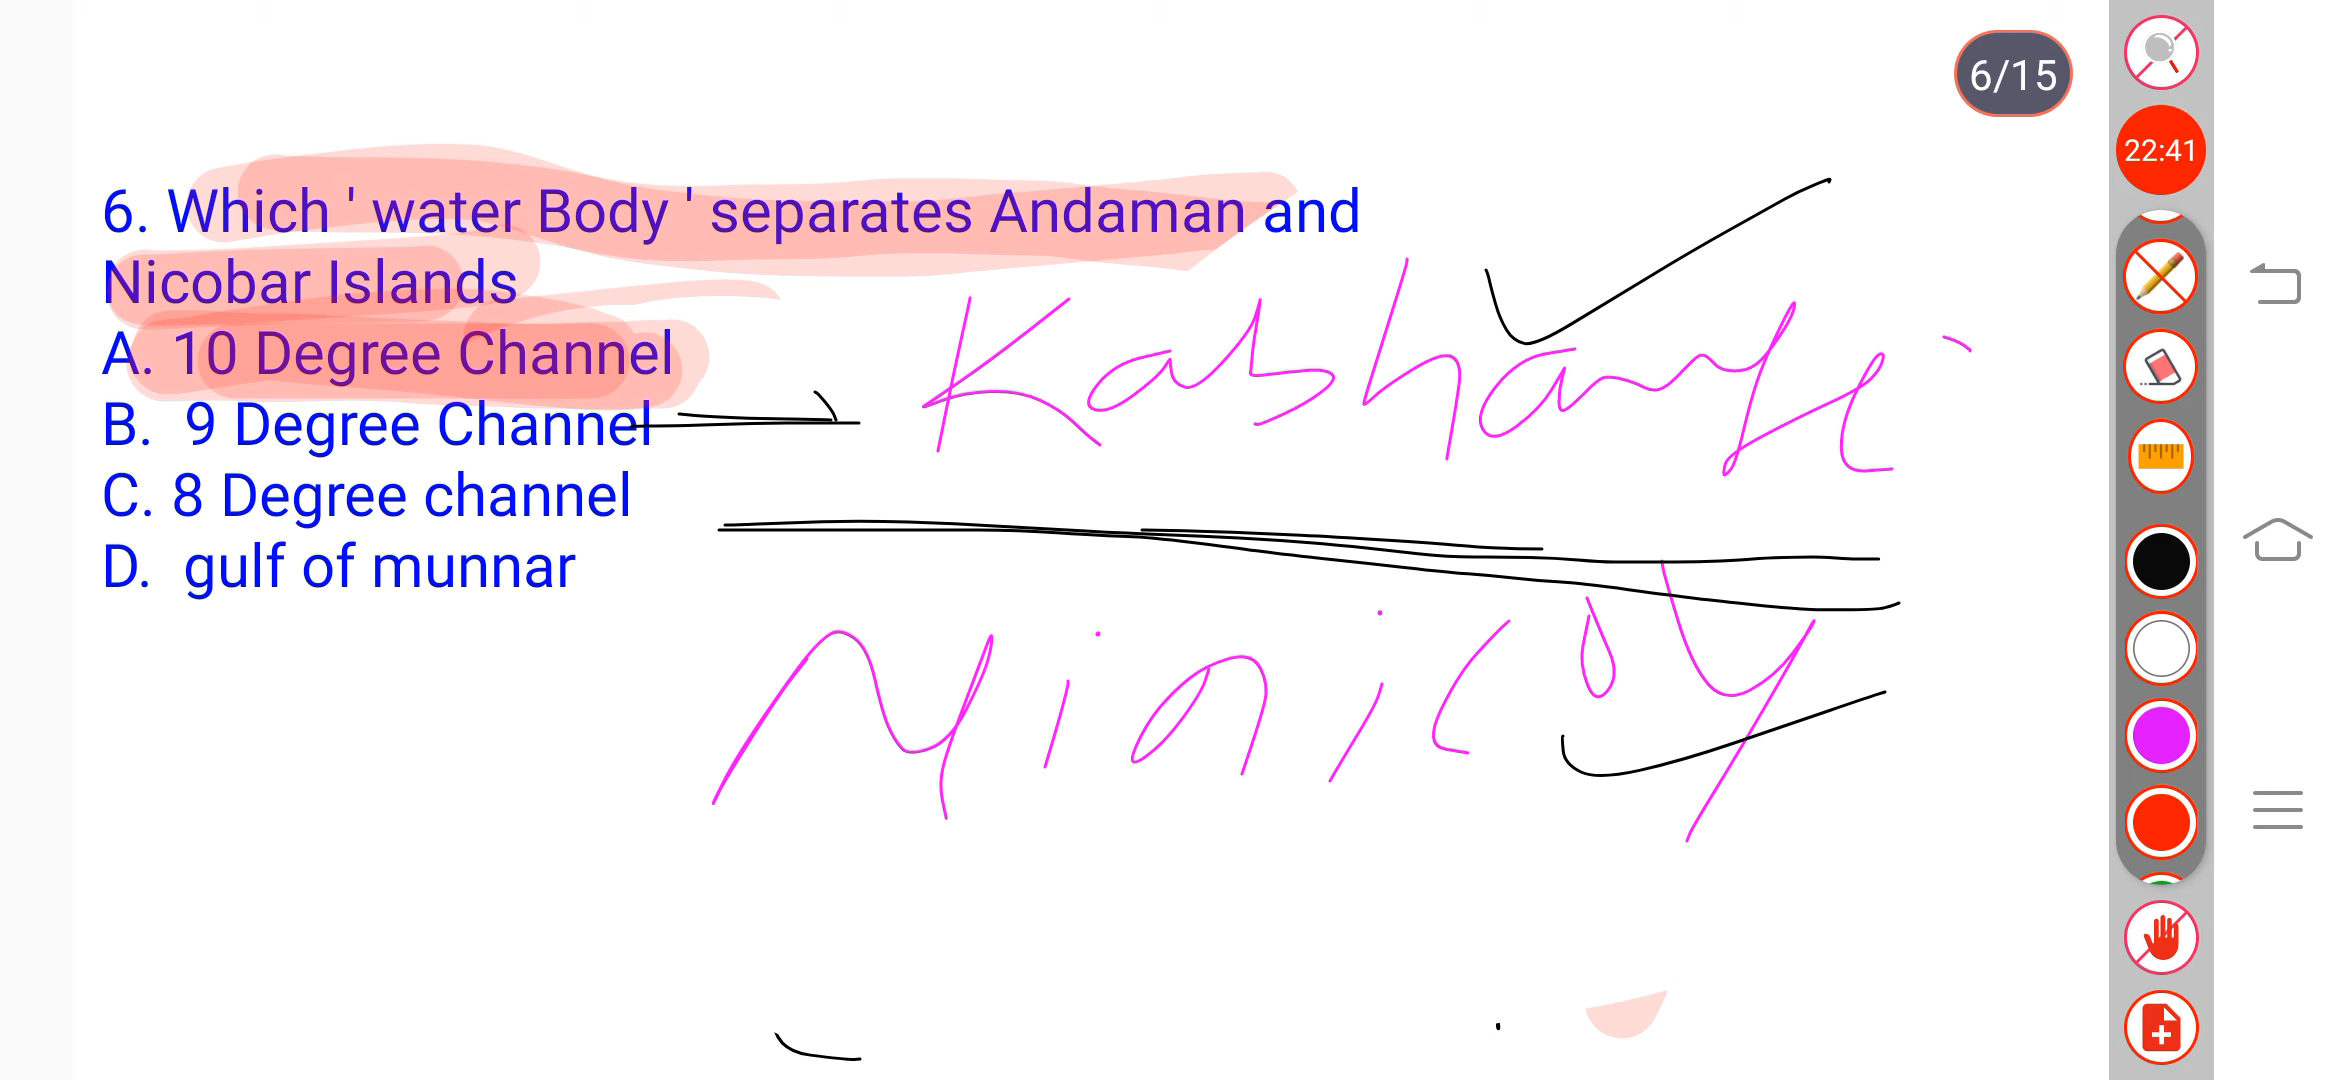 6/15
22:41
6. Which ' water Body ' separates Andaman and
Nicobar Islands
A. 10 Degree Channel
B. 9 Degree Channel
C. 8 Degree channel
D. gulf of munnar
Minicoy